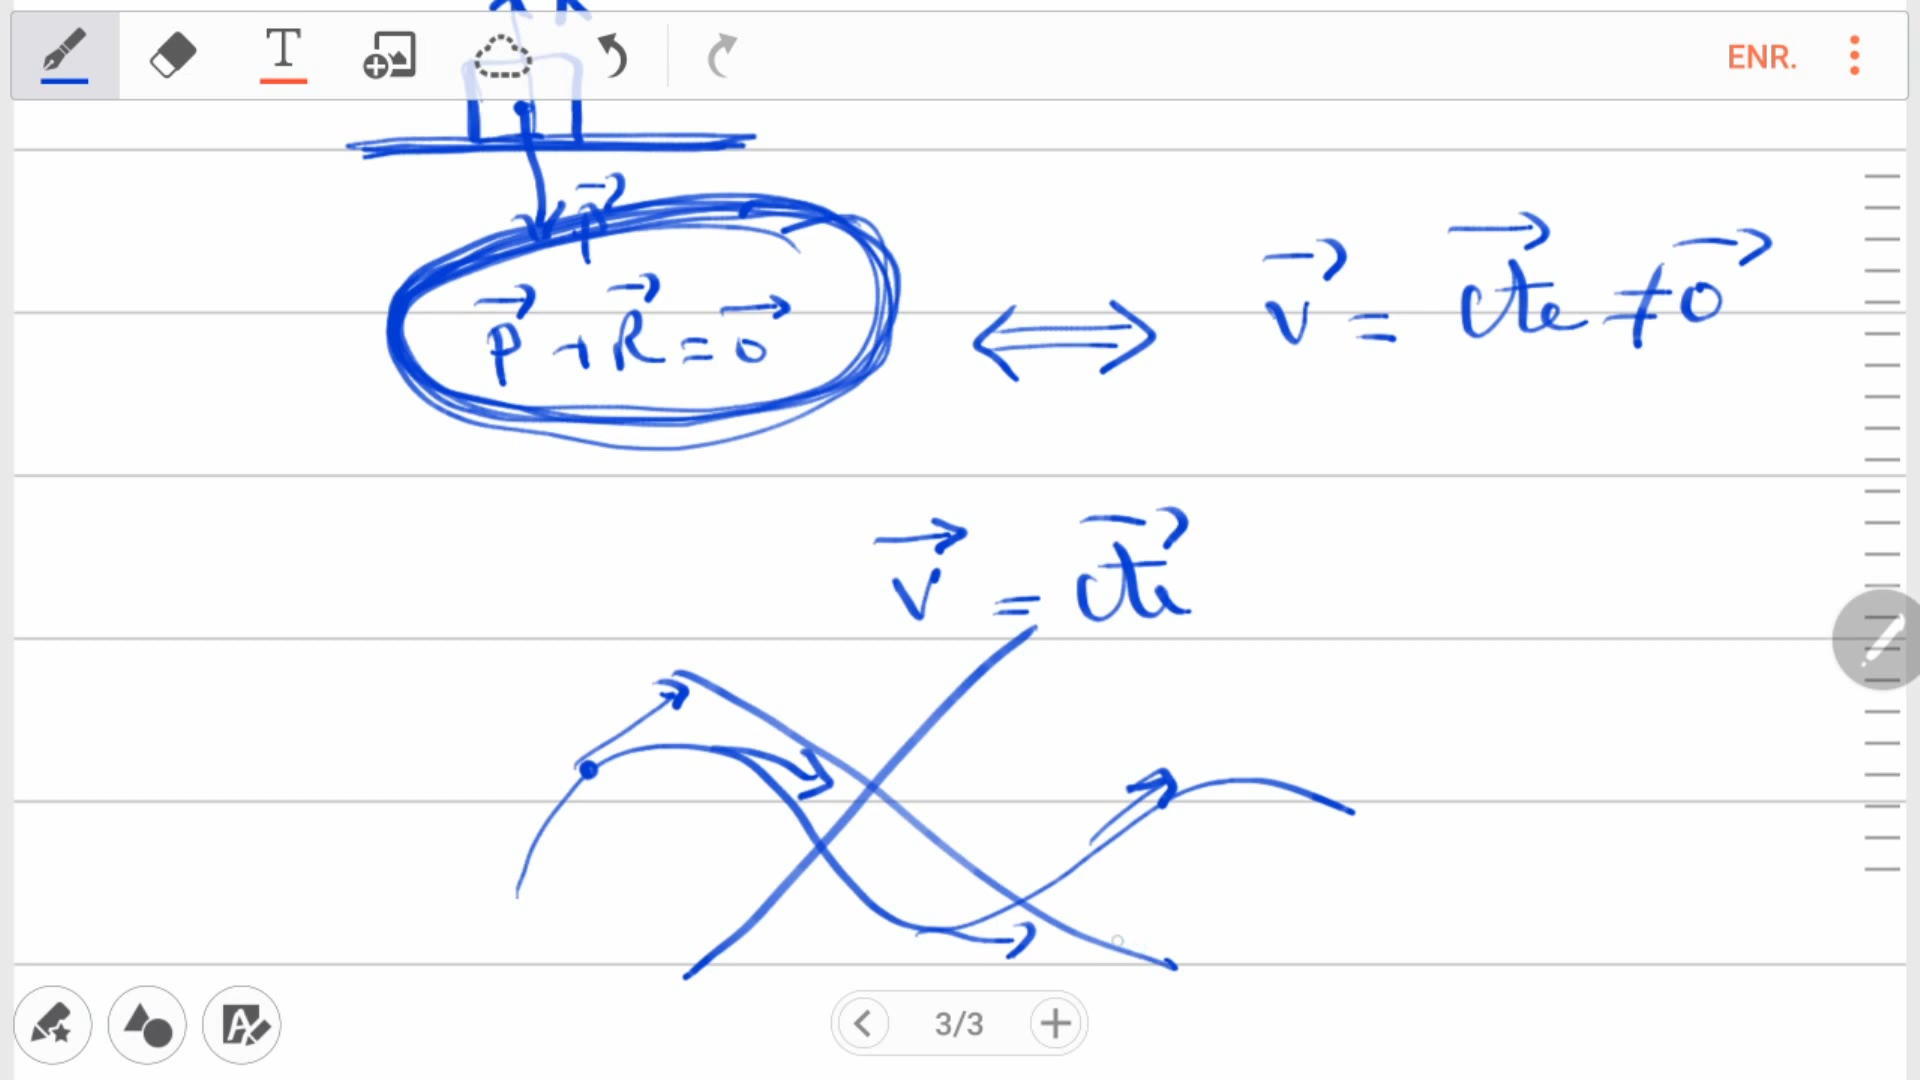 T
ENR.
P⃗
P⃗ + R⃗ = 0⃗ ⟺ v⃗ = cte⃗ ≠ 0⃗
v⃗ = cte⃗
3/3